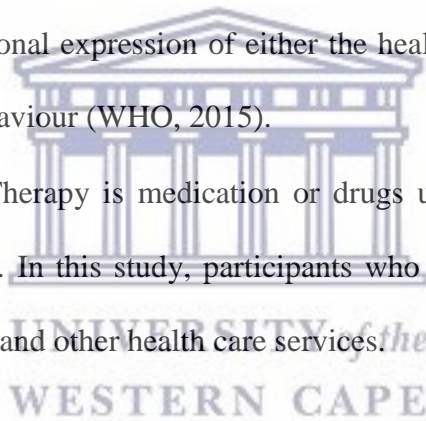 onal expression of either the heal
aviour (WHO, 2015).
Therapy is medication or drugs u
. In this study, participants who
and other health care services.
UNIVERSITY of the
WESTERN CAPE